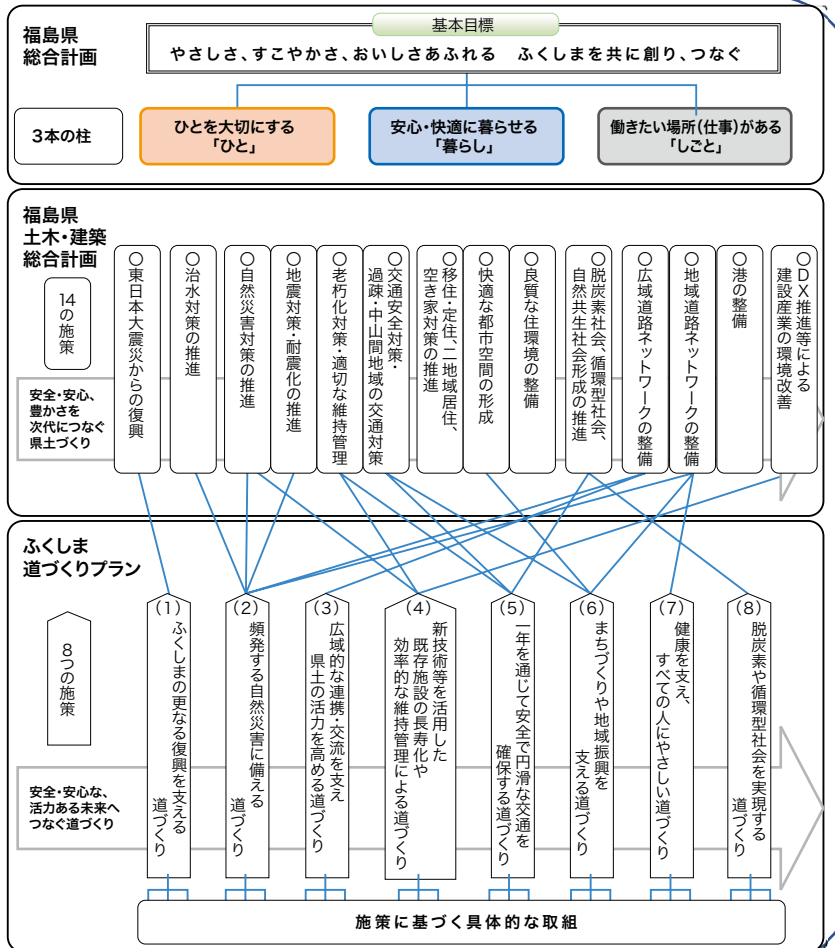 福島県
総合計画
基本目標
やさしさ、すこやかさ、おいしさあふれる　ふくしまを共に創り、つなぐ
3本の柱
ひとを大切にする
「ひと」
安心・快適に暮らせる
「暮らし」
働きたい場所(仕事)がある
「しごと」
福島県
土木・建築
総合計画
14の施策
安全・安心、
豊かさを
次代につなぐ
県土づくり
○東日本大震災からの復興
○治水対策の推進
○自然災害対策の推進
○地震対策・耐震化の推進
○老朽化対策・適切な維持管理
○交通安全対策・
過疎・中山間地域の交通対策
○移住・定住、二地域居住、
空き家対策の推進
○快適な都市空間の形成
○良質な住環境の整備
○脱炭素社会、循環型社会、
自然共生社会形成の推進
○広域道路ネットワークの整備
○地域道路ネットワークの整備
○港の整備
○DX推進等による
建設産業の環境改善
ふくしま
道づくりプラン
8つの施策
安全・安心な、
活力ある未来へ
つなぐ道づくり
(1)
ふくしまの更なる復興を支える
道づくり
(2)
頻発する自然災害に備える
道づくり
(3)
広域的な連携・交流を支え
県土の活力を高める道づくり
(4)
新技術等を活用した
既存施設の長寿化や
効率的な維持管理による道づくり
(5)
一年を通じて安全で円滑な交通を
確保する道づくり
(6)
まちづくりや地域振興を
支える道づくり
(7)
健康を支え、
すべての人にやさしい道づくり
(8)
脱炭素や循環型社会を実現する
道づくり
施策に基づく具体的な取組